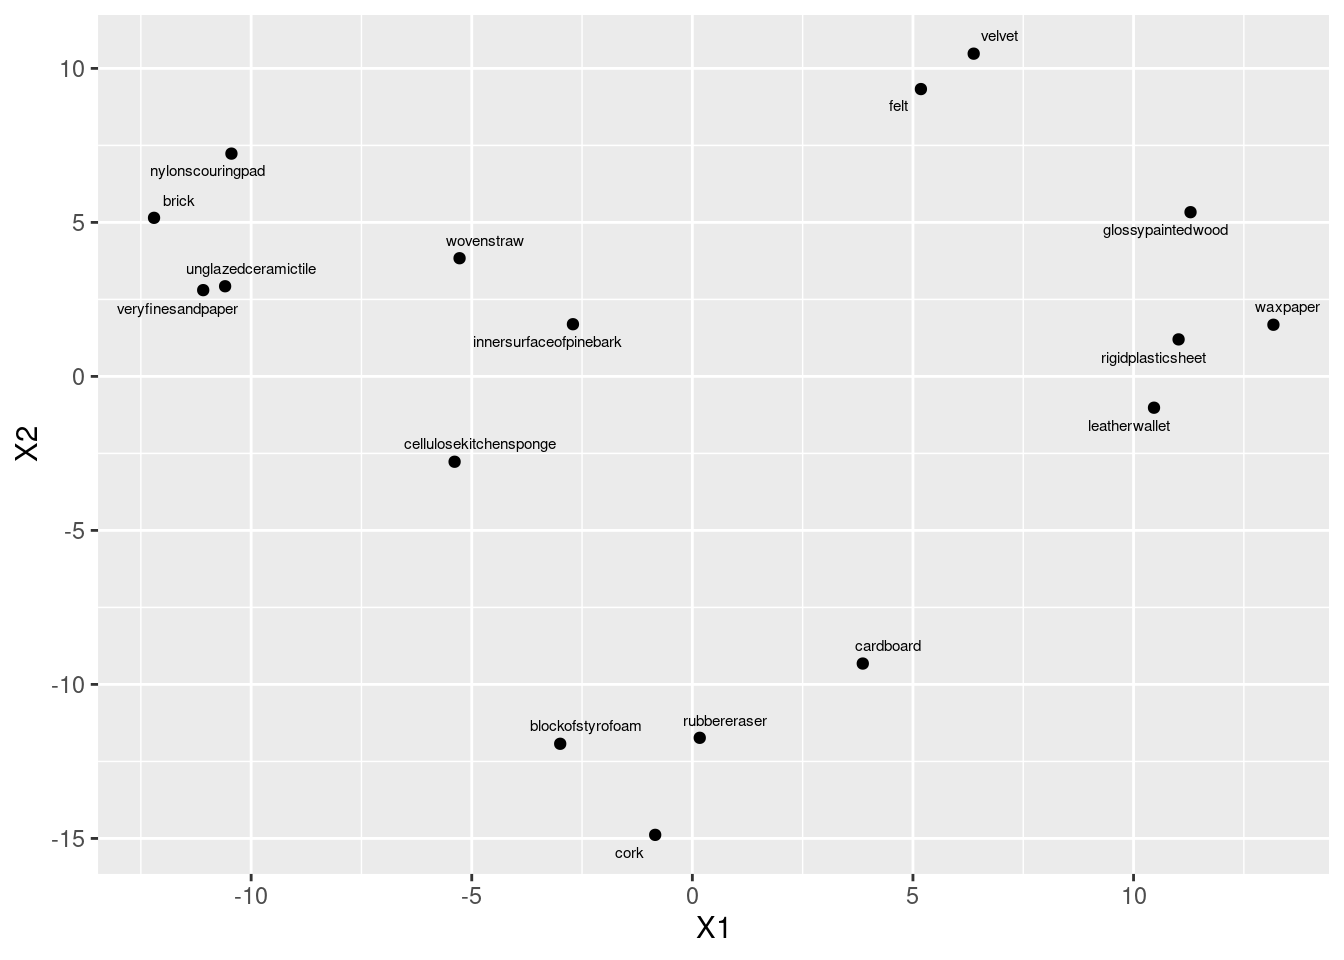 velvet
10
felt
nylonscouringpad
brick
5
glossypaintedwood
wovenstraw
unglazedceramictile
veryfinesandpaper
waxpaper
innersurfaceofpinebark
rigidplasticsheet
0
leatherwallet
X2
cellulosekitchensponge
-5
cardboard
-10
blockofstyrofoam
rubbereraser
-15
cork
-10 -5 0 5 10
X1